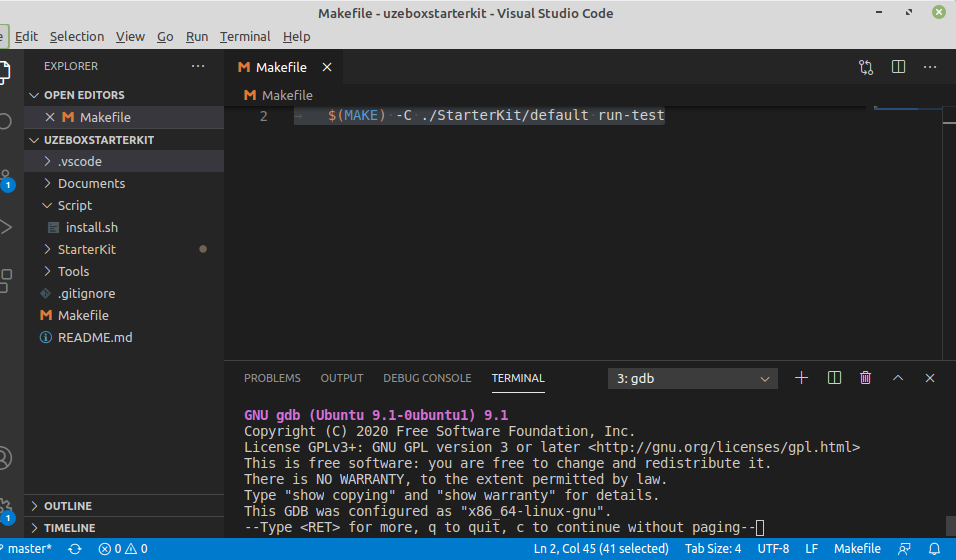 Makefile - uzeboxstarterkit - Visual Studio Code
Edit Selection View Go Run Terminal Help
EXPLORER
OPEN EDITORS
Makefile
UZEBOXSTARTERKIT
.vscode
Documents
Script
install.sh
StarterKit
Tools
.gitignore
Makefile
README.md
OUTLINE
TIMELINE
1
1
Makefile
Makefile
2 $(MAKE) -C ./StarterKit/default run-test
PROBLEMS OUTPUT DEBUG CONSOLE TERMINAL 3: gdb
GNU gdb (Ubuntu 9.1-0ubuntu1) 9.1
Copyright (C) 2020 Free Software Foundation, Inc.
License GPLv3+: GNU GPL version 3 or later <http://gnu.org/licenses/gpl.html>
This is free software: you are free to change and redistribute it.
There is NO WARRANTY, to the extent permitted by law.
Type "show copying" and "show warranty" for details.
This GDB was configured as "x86_64-linux-gnu".
--Type <RET> for more, q to quit, c to continue without paging--
master* 0 0 Ln 2, Col 45 (41 selected) Tab Size: 4 UTF-8 LF Makefile